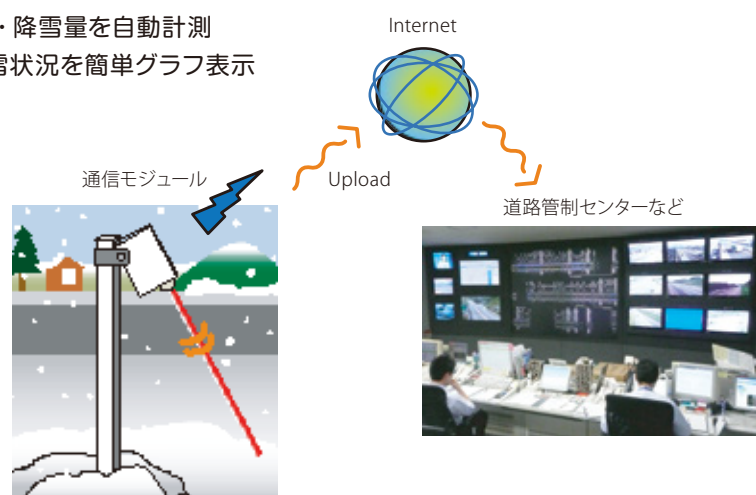 ・降雪量を自動計測
雪状況を簡単グラフ表示
Internet
通信モジュール
Upload
道路管制センターなど